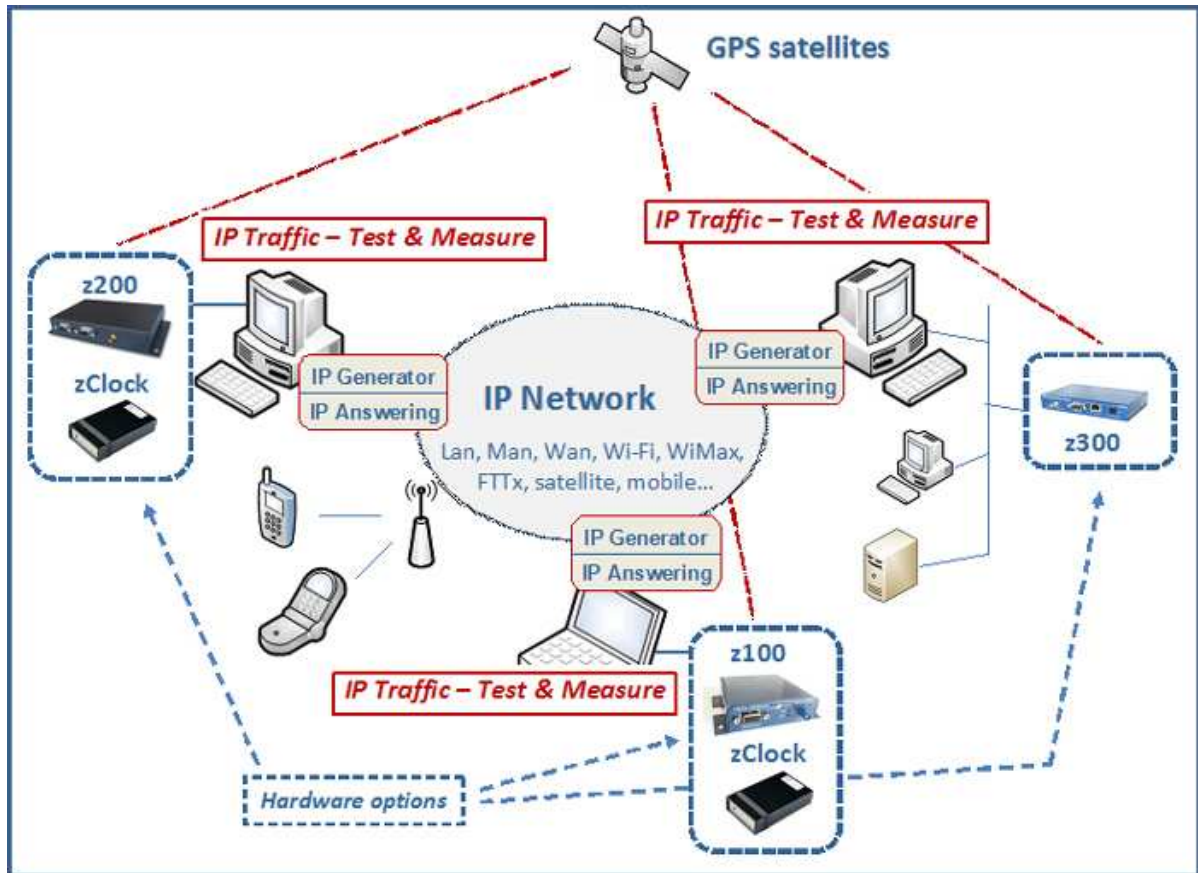 GPS satellites
IP Traffic – Test & Measure
IP Traffic – Test & Measure
z200
zClock
IP Generator
IP Answering
IP Generator
IP Answering
IP Network
Lan, Man, Wan, Wi-Fi, WiMax,
FTTx, satellite, mobile...
z300
IP Generator
IP Answering
IP Traffic – Test & Measure
z100
zClock
Hardware options